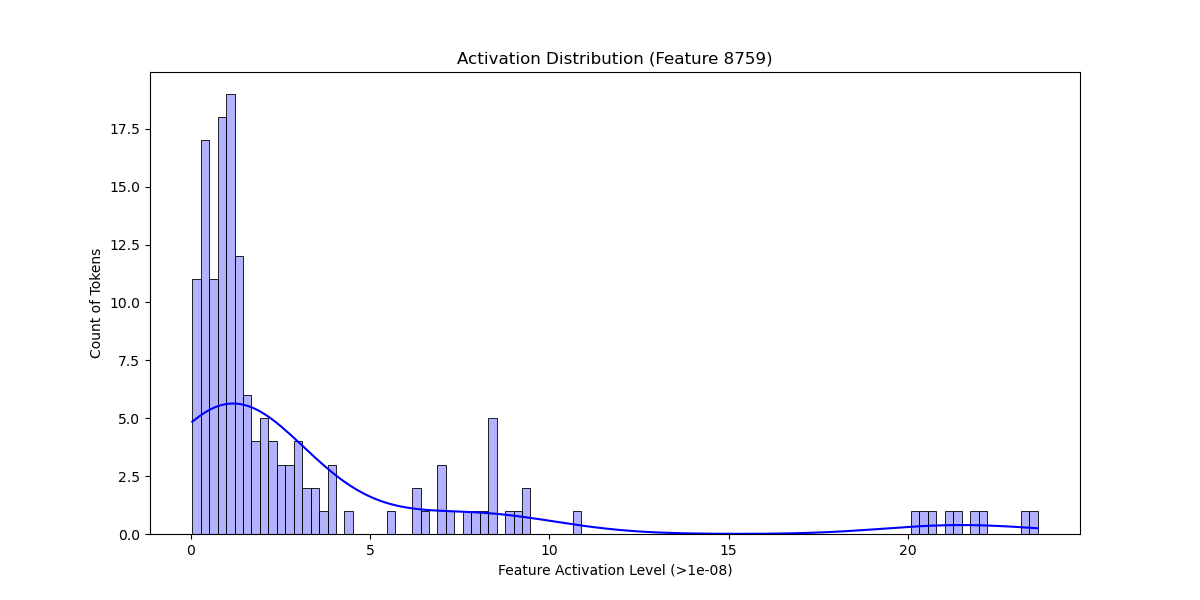 Activation Distribution (Feature 8759)
17.5
15.0
12.5
10.0
7.5
5.0
2.5
0.0
Count of Tokens
0 5 10 15 20
Feature Activation Level (>1e-08)